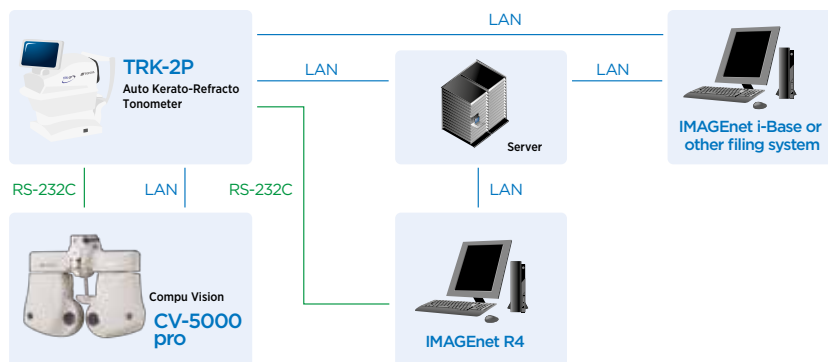 LAN
TRK-2P
Auto Kerato-Refracto
Tonometer
LAN
LAN
Server
IMAGEnet i-Base or
other filing system
RS-232C
LAN
RS-232C
LAN
Compu Vision
CV-5000
pro
IMAGEnet R4